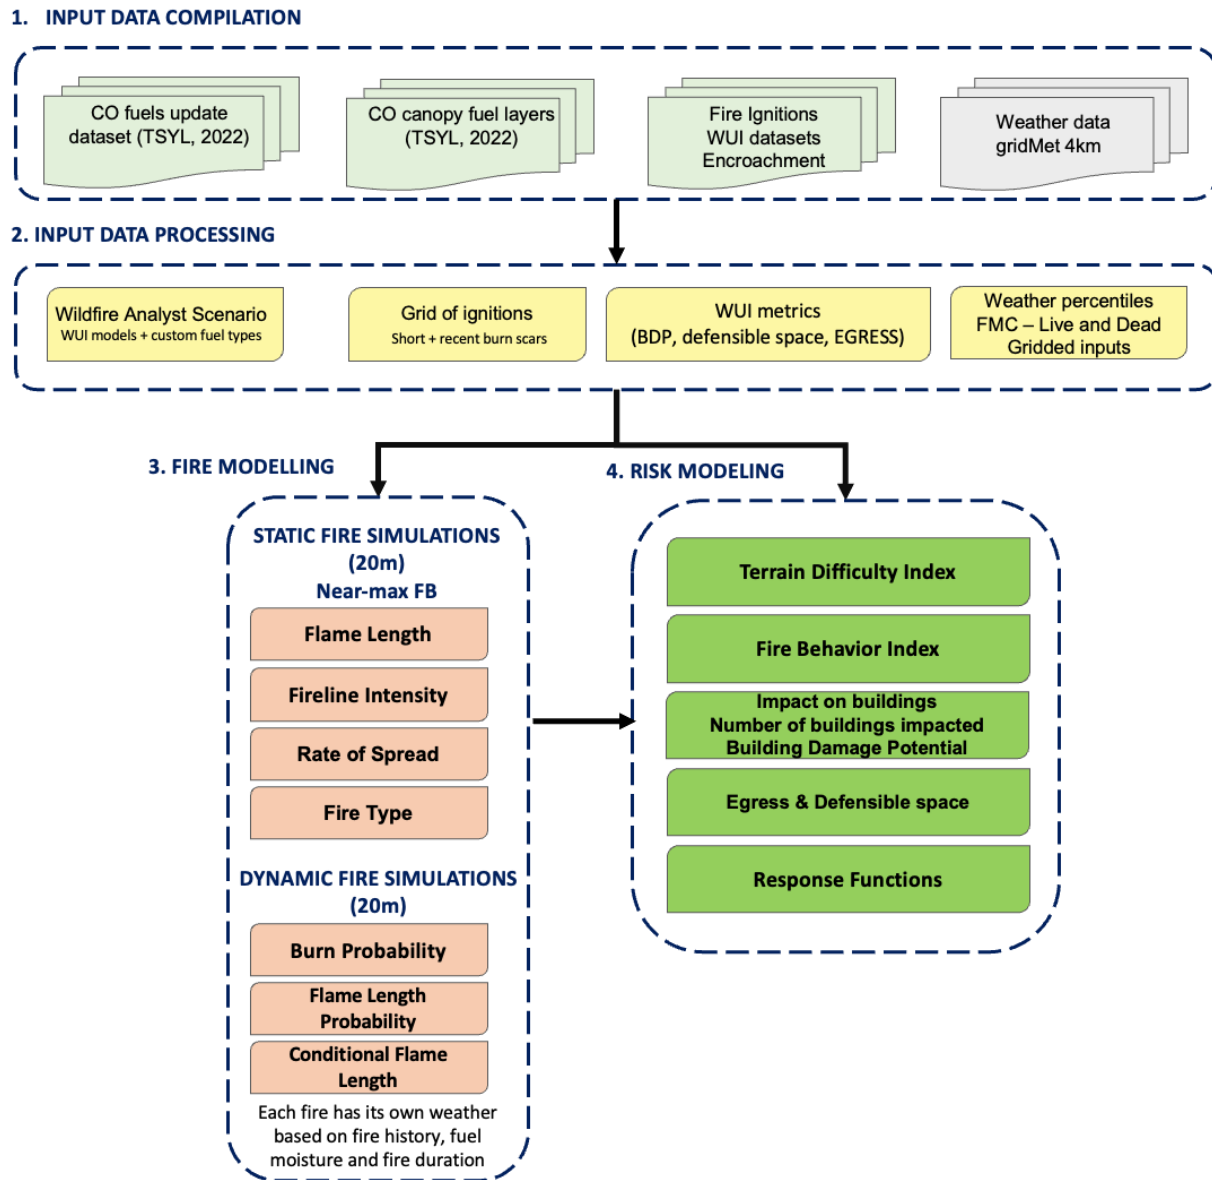 1. INPUT DATA COMPILATION
CO fuels update
dataset (TSYL, 2022)
CO canopy fuel layers
(TSYL, 2022)
Fire Ignitions
WUI datasets
Encroachment
Weather data
gridMet 4km
2. INPUT DATA PROCESSING
Wildfire Analyst Scenario
WUI models + custom fuel types
Grid of ignitions
Short + recent burn scars
WUI metrics
(BDP, defensible space, EGRESS)
Weather percentiles
FMC – Live and Dead
Gridded inputs
3. FIRE MODELLING
STATIC FIRE SIMULATIONS
(20m)
Near-max FB
Flame Length
Fireline Intensity
Rate of Spread
Fire Type
DYNAMIC FIRE SIMULATIONS
(20m)
Burn Probability
Flame Length
Probability
Conditional Flame
Length
Each fire has its own weather
based on fire history, fuel
moisture and fire duration
4. RISK MODELING
Terrain Difficulty Index
Fire Behavior Index
Impact on buildings
Number of buildings impacted
Building Damage Potential
Egress & Defensible space
Response Functions